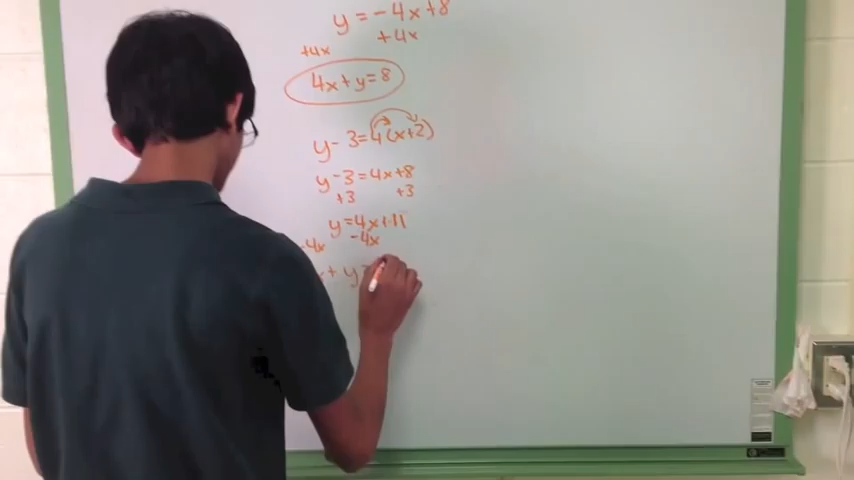 y = -4x+8
+4x +4x
4x+y=8
y-3=4(x+2)
y-3=4x+8
+3 +3
y=4x+11
-4x -4x
+ y